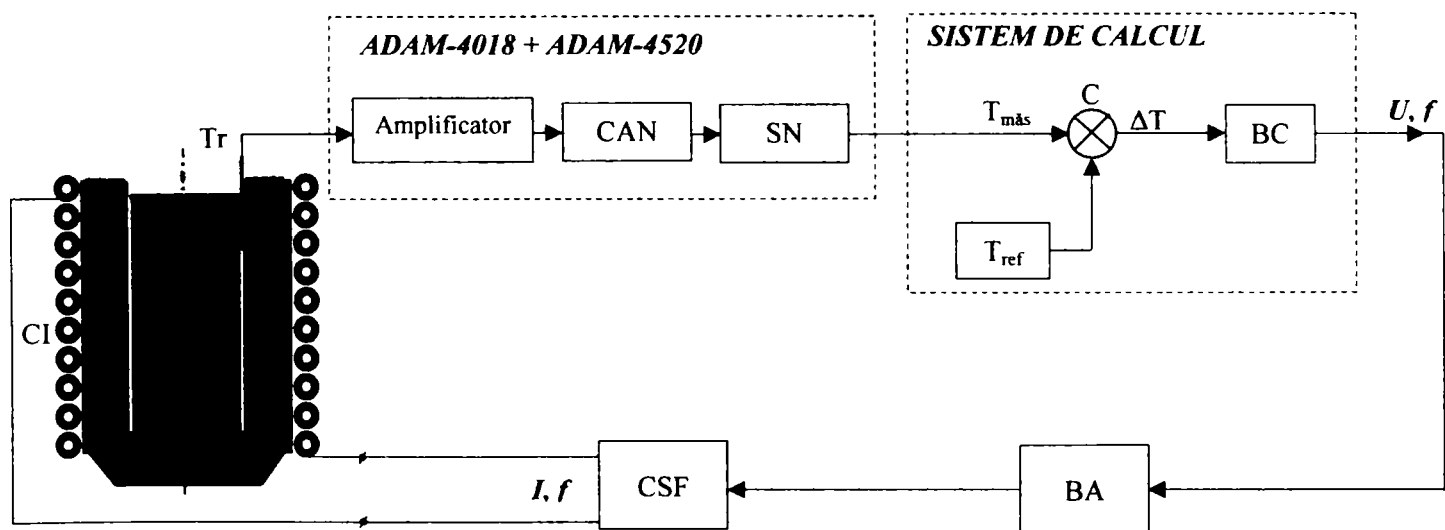 ADAM-4018 + ADAM-4520
SISTEM DE CALCUL
Tr
Amplificator
CAN
SN
Tmăs
C
ΔT
BC
U, f
Tref
CI
I, f
CSF
BA